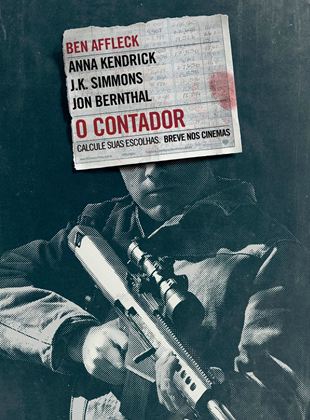 BEN AFFLECK
ANNA KENDRICK
J.K. SIMMONS
JON BERNTHAL
O CONTADOR
CALCULE SUAS ESCOLHAS. BREVE NOS CINEMAS